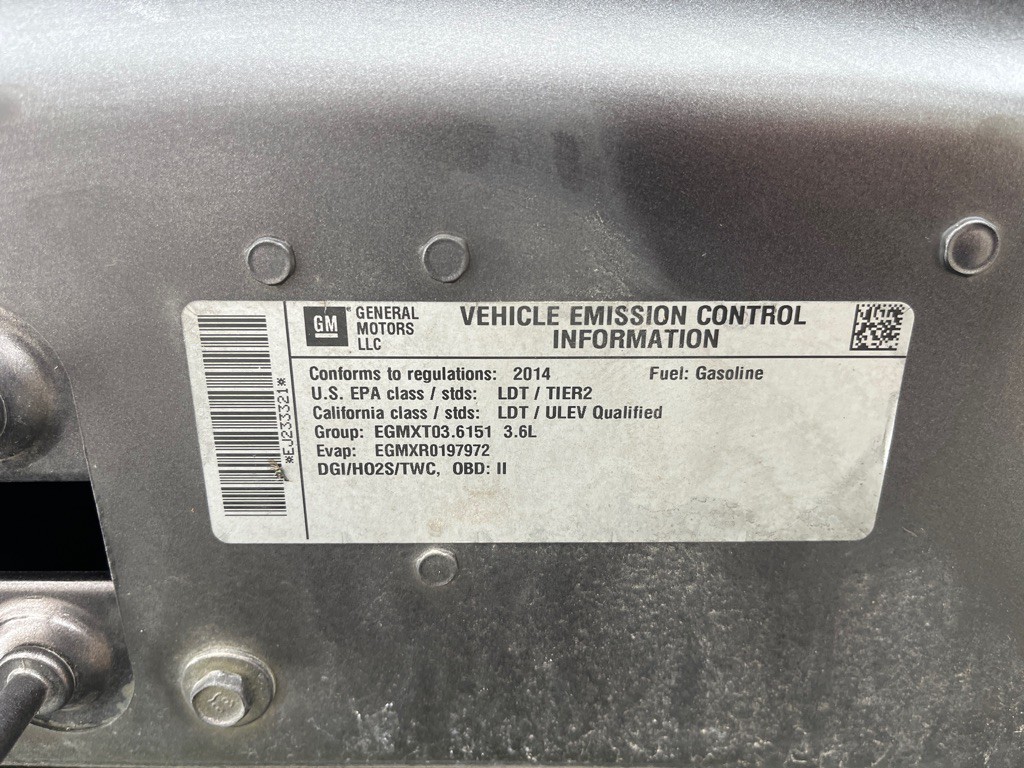 GM
GENERAL
MOTORS
LLC
VEHICLE EMISSION CONTROL
INFORMATION
*EJ233321*
Conforms to regulations: 2014 Fuel: Gasoline
U.S. EPA class / stds: LDT / TIER2
California class / stds: LDT / ULEV Qualified
Group: EGMXT03.6151 3.6L
Evap: EGMXR0197972
DGI/HO2S/TWC, OBD: II